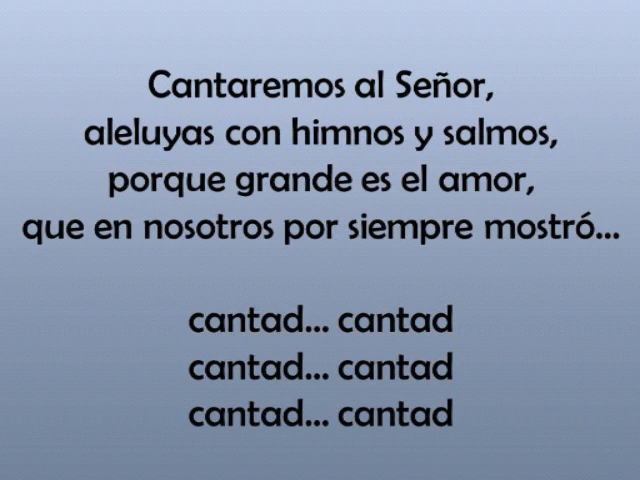 Cantaremos al Señor,
aleluyas con himnos y salmos,
porque grande es el amor,
que en nosotros por siempre mostró...
cantad... cantad
cantad... cantad
cantad... cantad